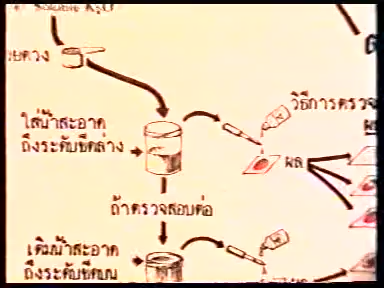 soluble K₂O
วิธีการตรวจ
ใส่น้ำสะอาด
ถึงระดับขีดล่าง
ผล
ถ้าตรวจสอบต่อ
เติมน้ำสะอาด
ถึงระดับขีดบน